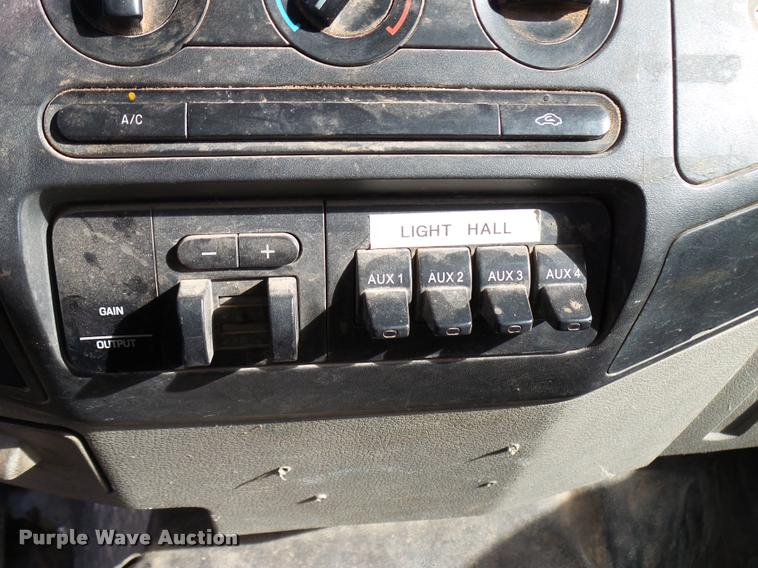 A/C
LIGHT HALL
− +
AUX 1 AUX 2 AUX 3 AUX 4
GAIN
OUTPUT
Purple Wave Auction